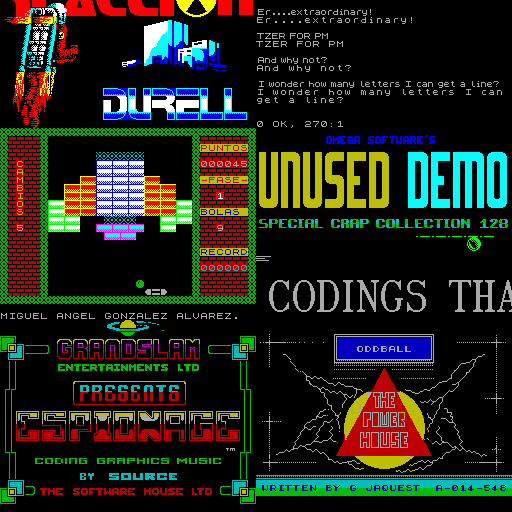 DURELL
Er....extraordinary!
Er....extraordinary!
TZER FOR PM
TZER FOR PM
And why not?
And why not?
I wonder how many letters I can get a line?
I wonder how many letters I can
get a line?
0 OK, 270:1
PUNTOS
000045
CAMBIOS
-FASE-
1
BOLAS
5
9
RECORD
000000
MIGUEL ANGEL GONZALEZ ALVAREZ.
OMEGA SOFTWARE'S
UNUSED DEMO
SPECIAL CRAP COLLECTION 128
CODINGS THA
GRANDSLAM
ENTERTAINMENTS LTD
PRESENTS
ESPIONAGE
TM
CODING GRAPHICS MUSIC
BY SOURCE
THE SOFTWARE HOUSE LTD
ODDBALL
THE
POWER
HOUSE
WRITTEN BY G JAQUEST A-014-548